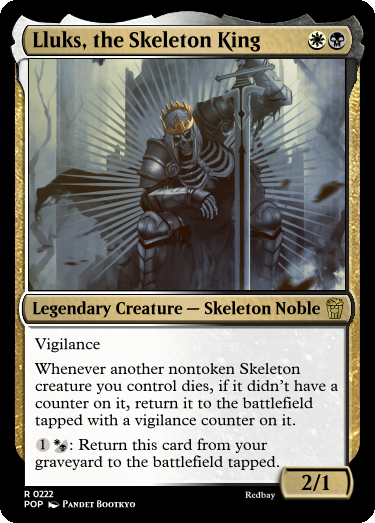 Lluks, the Skeleton King
Legendary Creature — Skeleton Noble
Vigilance
Whenever another nontoken Skeleton
creature you control dies, if it didn't have a
counter on it, return it to the battlefield
tapped with a vigilance counter on it.
1 : Return this card from your
graveyard to the battlefield tapped.
2/1
R 0222
POP Pandet Bootkyo
Redbay